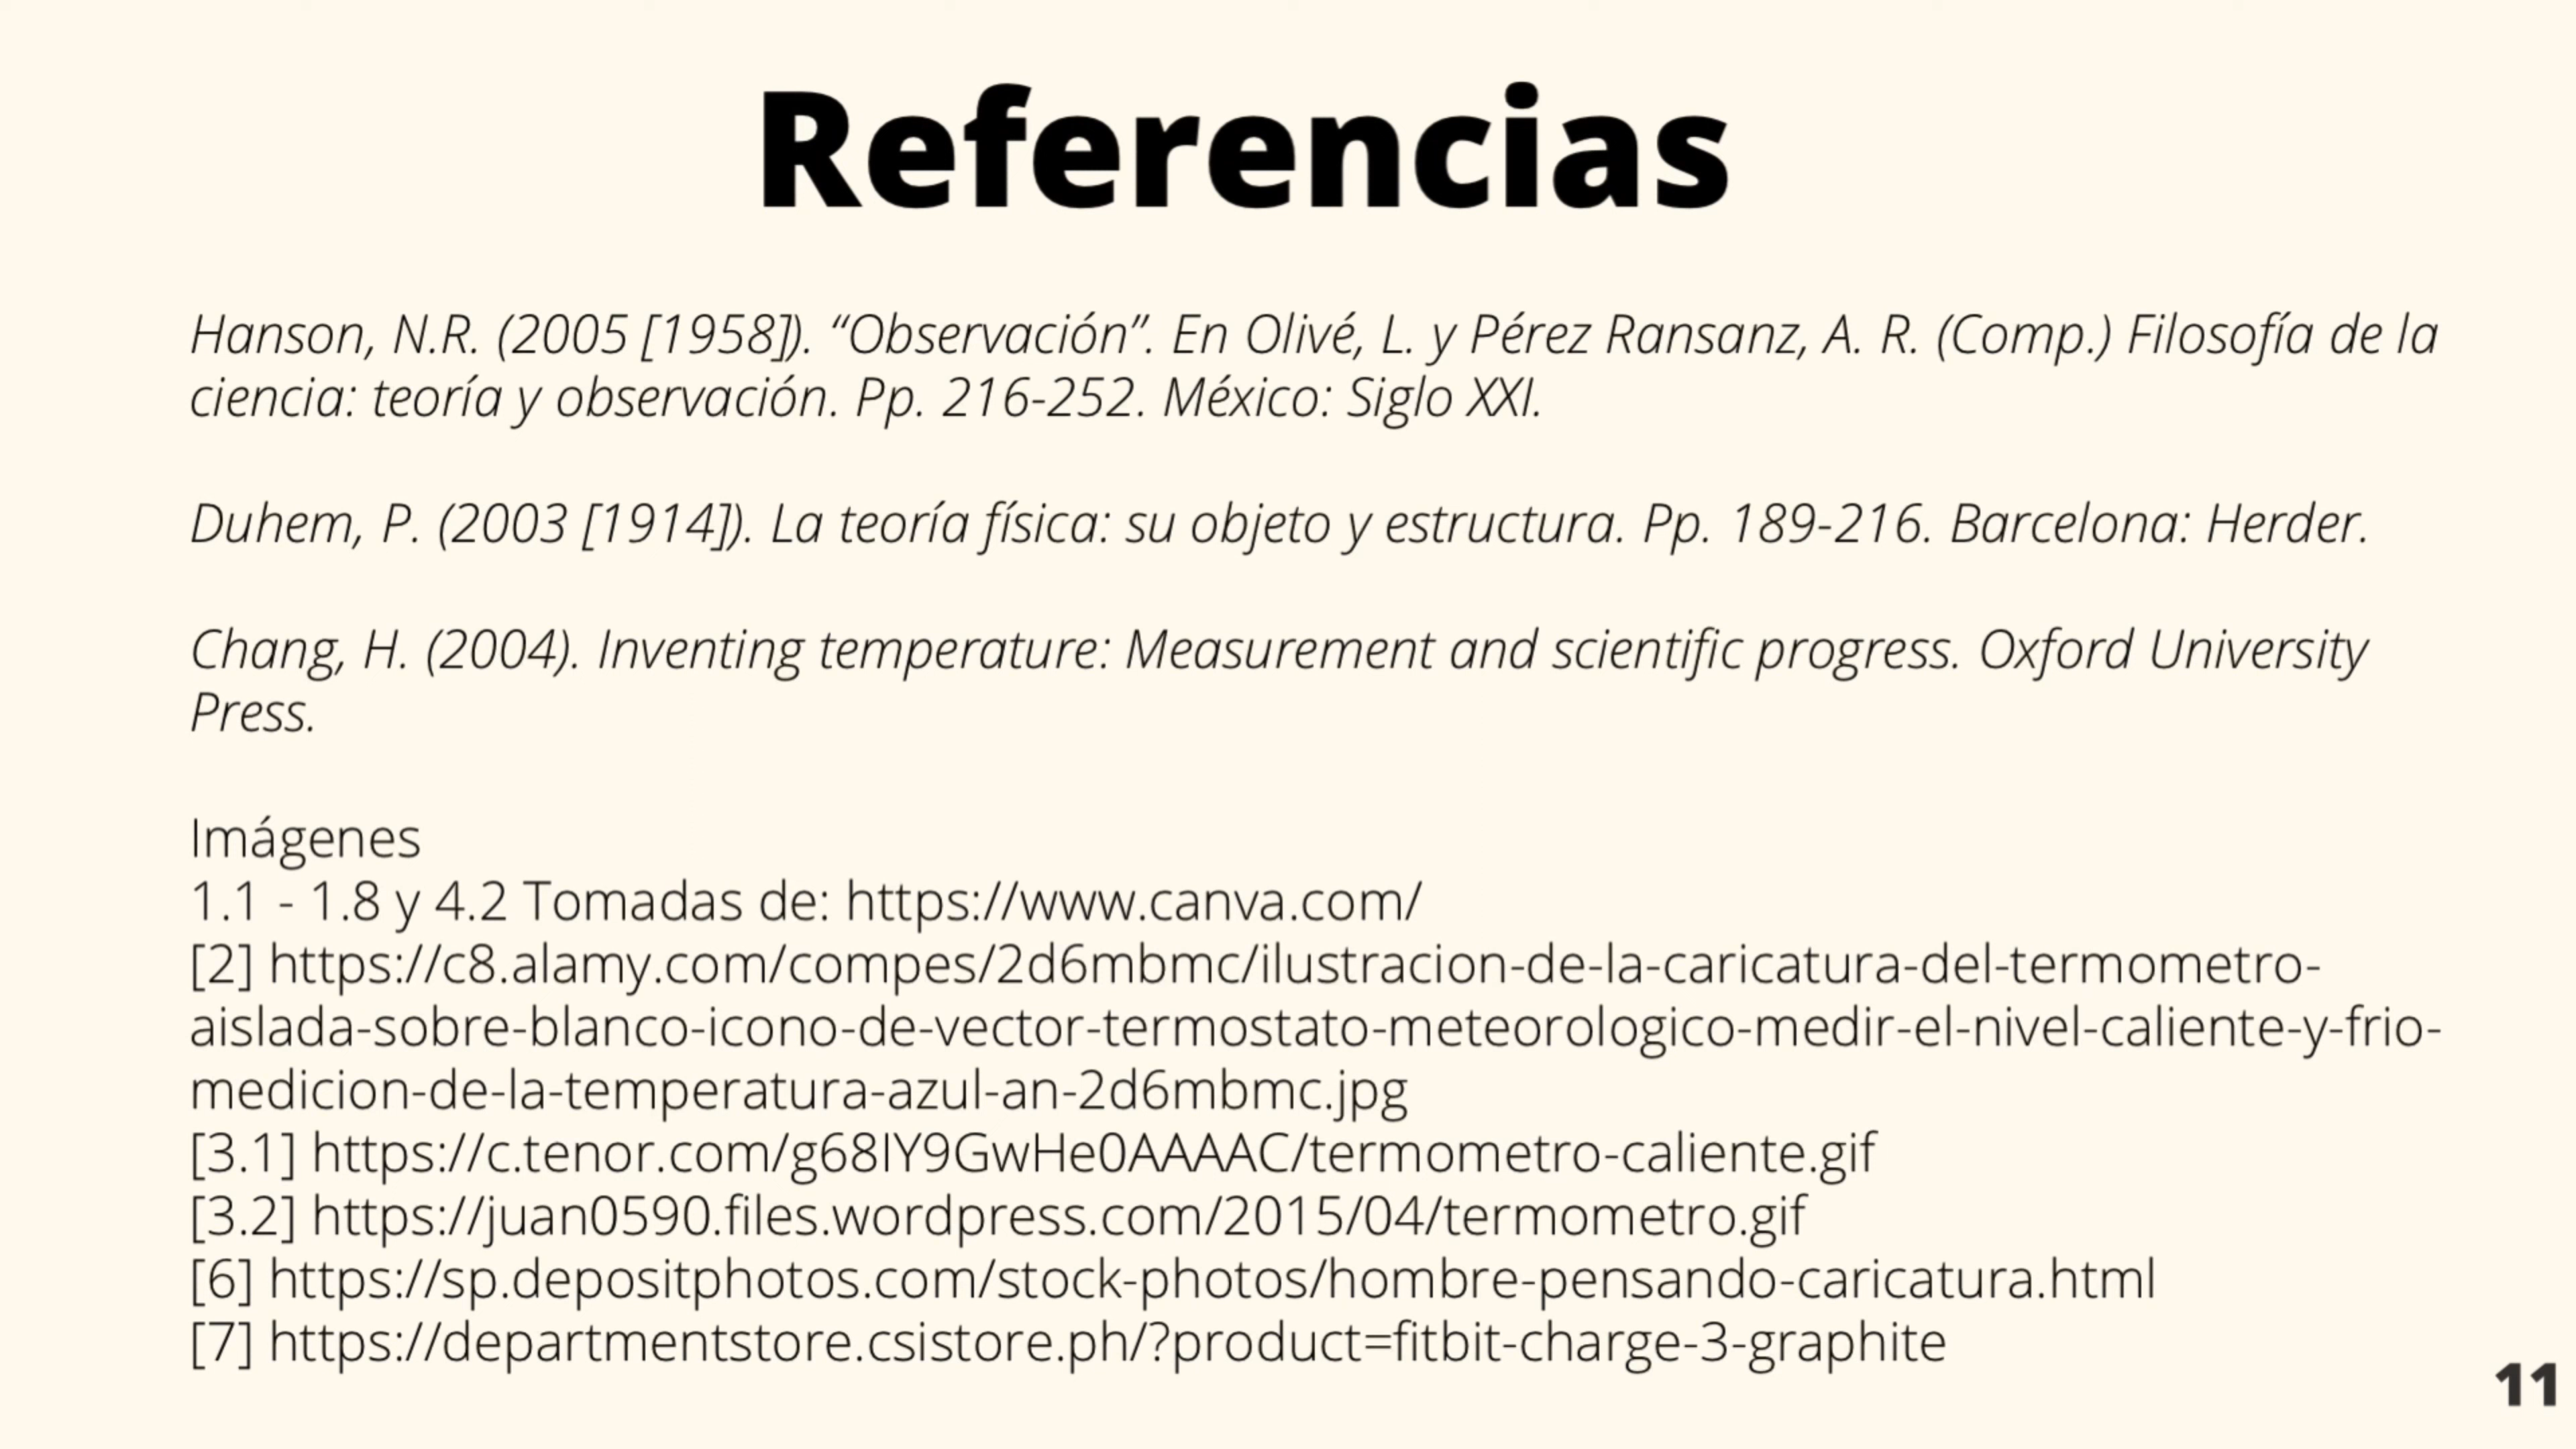 Referencias
Hanson, N.R. (2005 [1958]). “Observación”. En Olivé, L. y Pérez Ransanz, A. R. (Comp.) Filosofía de la
ciencia: teoría y observación. Pp. 216-252. México: Siglo XXI.
Duhem, P. (2003 [1914]). La teoría física: su objeto y estructura. Pp. 189-216. Barcelona: Herder.
Chang, H. (2004). Inventing temperature: Measurement and scientific progress. Oxford University
Press.
Imágenes
1.1 - 1.8 y 4.2 Tomadas de: https://www.canva.com/
[2] https://c8.alamy.com/compes/2d6mbmc/ilustracion-de-la-caricatura-del-termometro-
aislada-sobre-blanco-icono-de-vector-termostato-meteorologico-medir-el-nivel-caliente-y-frio-
medicion-de-la-temperatura-azul-an-2d6mbmc.jpg
[3.1] https://c.tenor.com/g68IY9GwHe0AAAAC/termometro-caliente.gif
[3.2] https://juan0590.files.wordpress.com/2015/04/termometro.gif
[6] https://sp.depositphotos.com/stock-photos/hombre-pensando-caricatura.html
[7] https://departmentstore.csistore.ph/?product=fitbit-charge-3-graphite
11